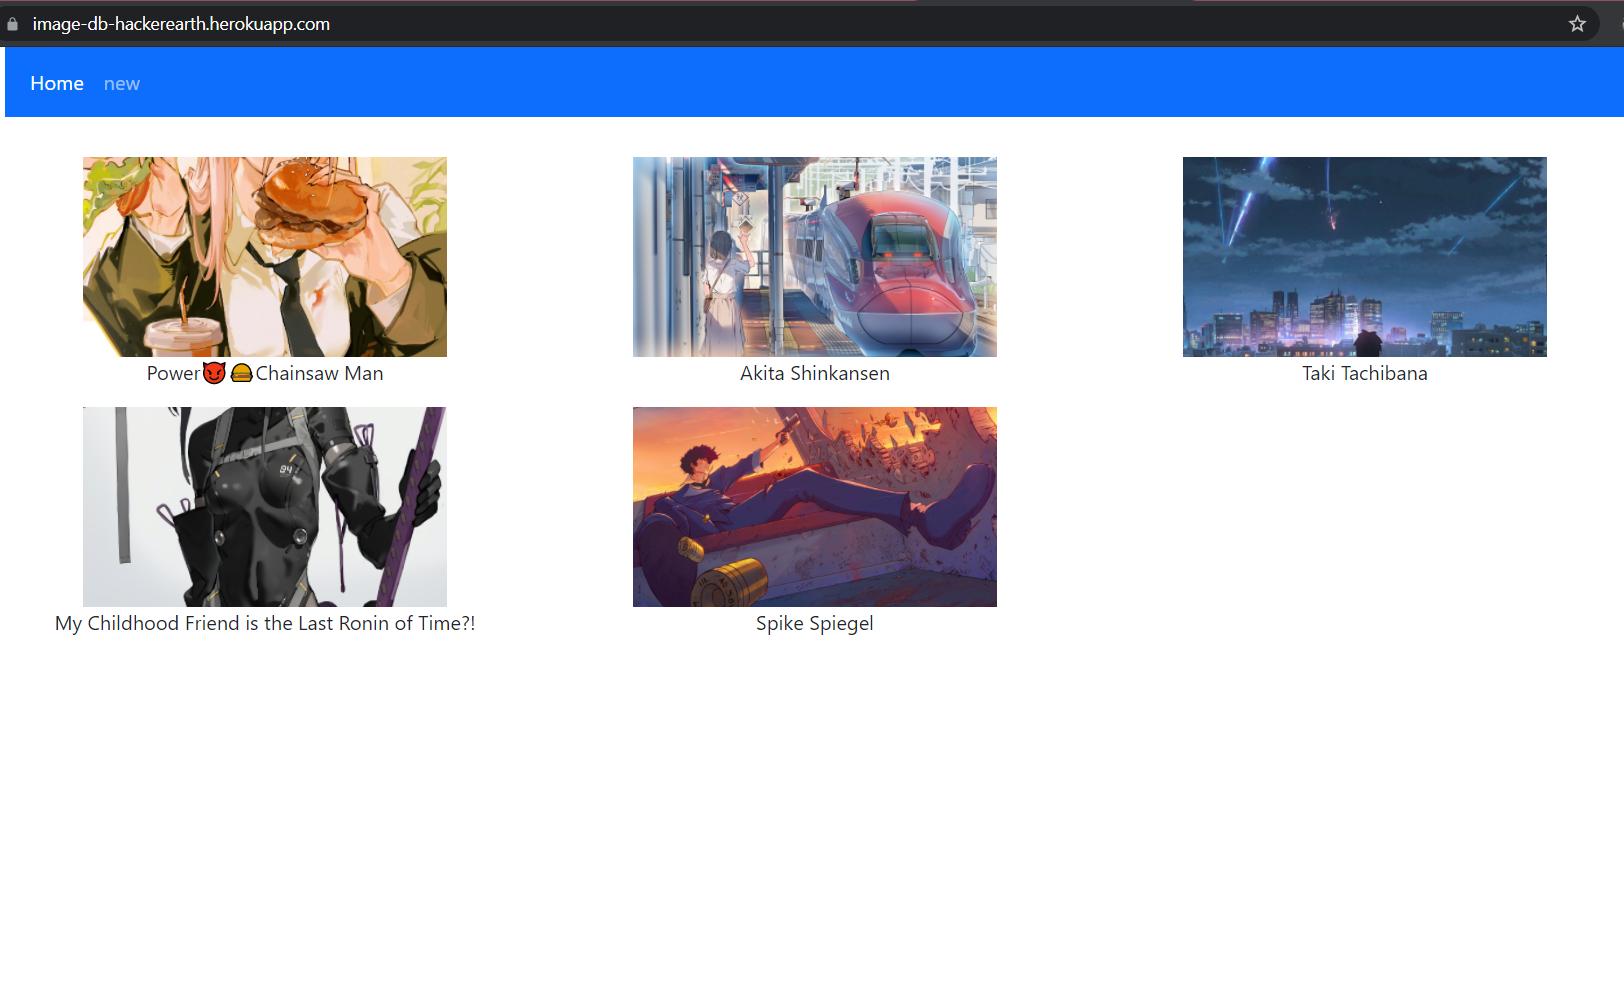 image-db-hackerearth.herokuapp.com
Home new
Power😈🍔Chainsaw Man
Akita Shinkansen
Taki Tachibana
94
My Childhood Friend is the Last Ronin of Time?!
Spike Spiegel